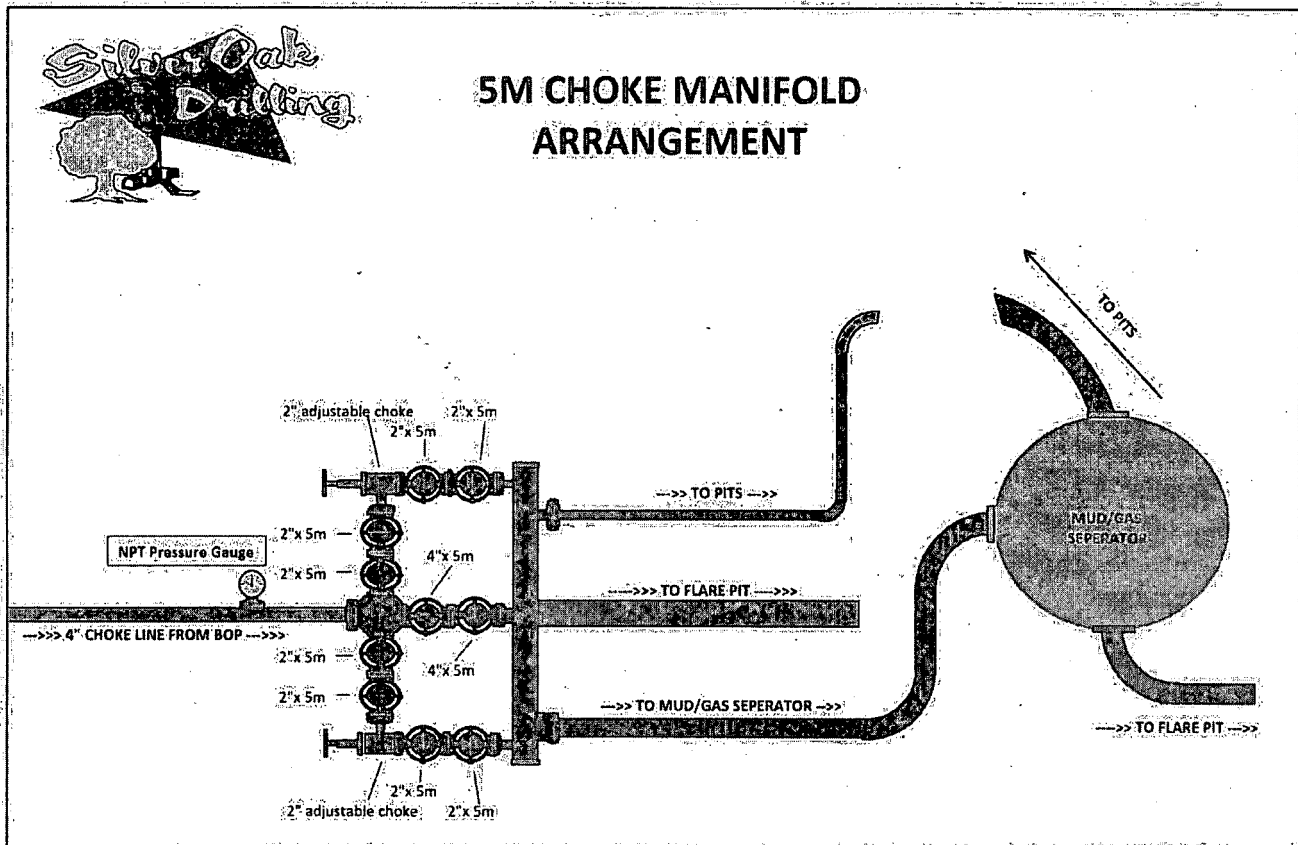 Silver Oak
Drilling
5M CHOKE MANIFOLD
ARRANGEMENT
TO PITS
2" adjustable choke
2"x 5m
2"x 5m
--->> TO PITS --->>
MUD/GAS
SEPERATOR
2"x 5m
NPT Pressure Gauge
2"x 5m
4"x 5m
---->>> TO FLARE PIT ---->>>
--->>> 4" CHOKE LINE FROM BOP --->>>
2"x 5m
4"x 5m
2"x 5m
--->> TO MUD/GAS SEPERATOR -->>
---->> TO FLARE PIT --->>
2"x 5m
2" adjustable choke
2"x 5m